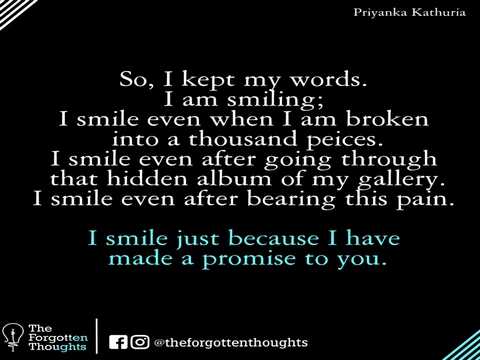 Priyanka Kathuria
So, I kept my words.
I am smiling;
I smile even when I am broken
into a thousand peices.
I smile even after going through
that hidden album of my gallery.
I smile even after bearing this pain.
I smile just because I have
made a promise to you.
The
Forgotten
Thoughts
@theforgottenthoughts